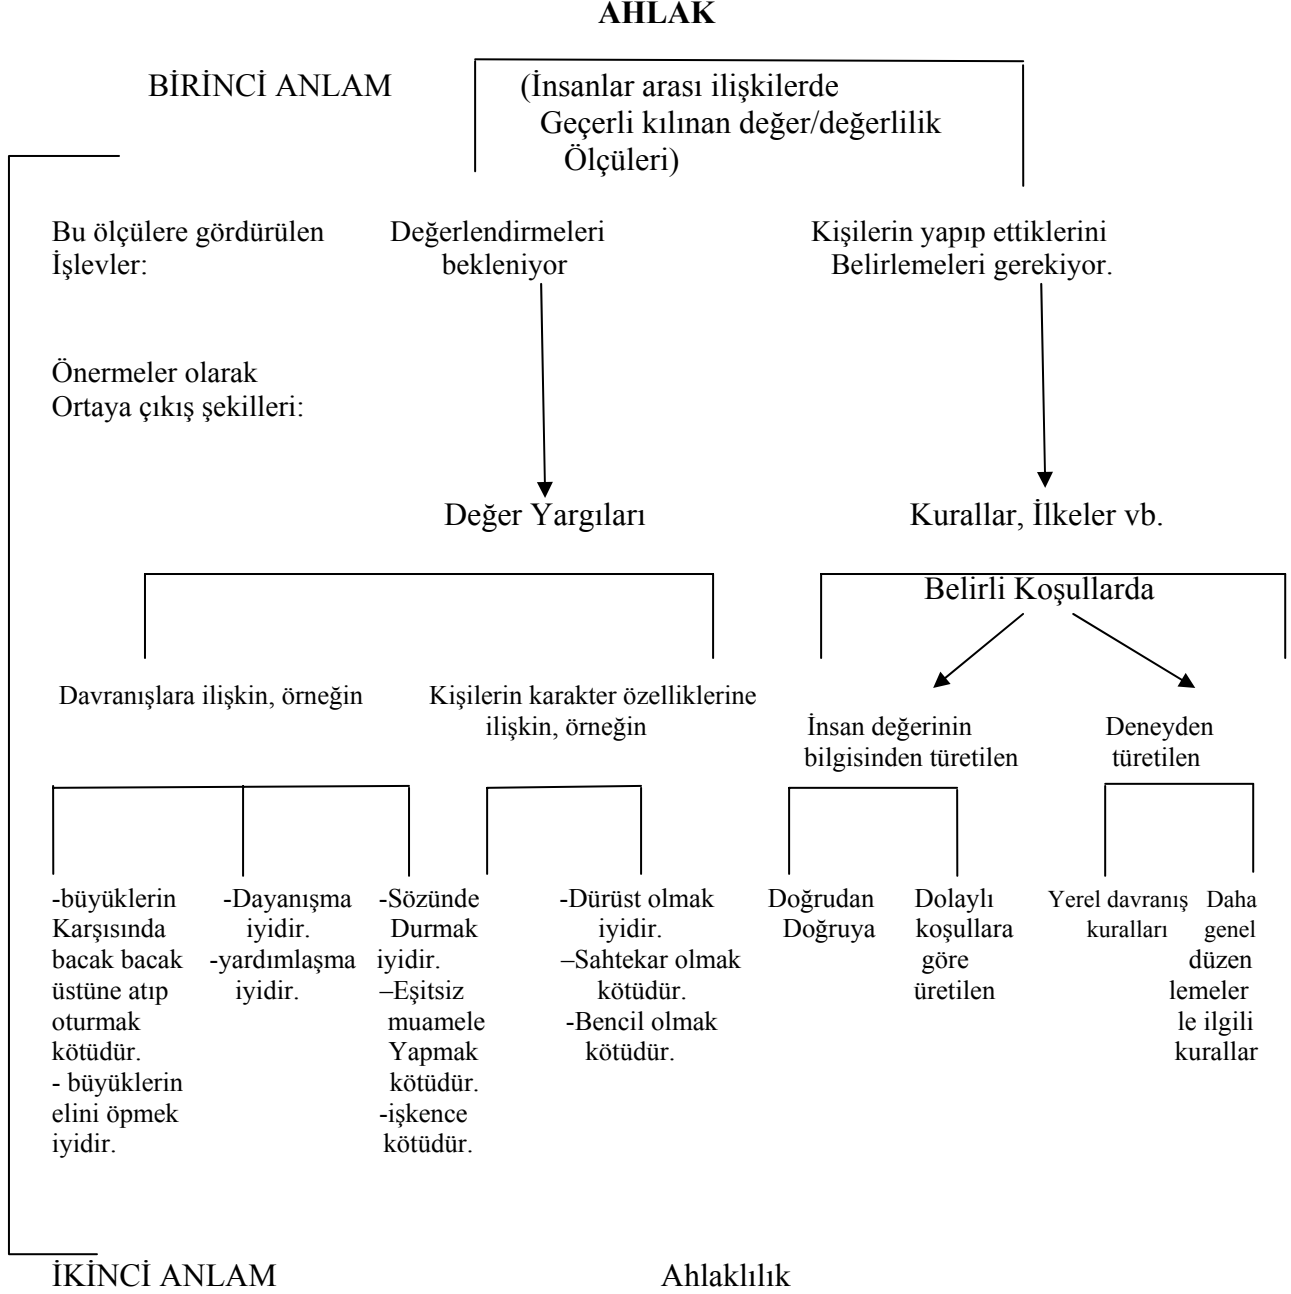 AHLAK
BİRİNCİ ANLAM
(İnsanlar arası ilişkilerde
Geçerli kılınan değer/değerlilik
Ölçüleri)
Bu ölçülere gördürülen
İşlevler:
Değerlendirmeleri
bekleniyor
Kişilerin yapıp ettiklerini
Belirlemeleri gerekiyor.
Önermeler olarak
Ortaya çıkış şekilleri:
Değer Yargıları
Kurallar, İlkeler vb.
Belirli Koşullarda
Davranışlara ilişkin, örneğin
Kişilerin karakter özelliklerine
ilişkin, örneğin
İnsan değerinin
bilgisinden türetilen
Deneyden
türetilen
-büyüklerin
Karşısında
bacak bacak
üstüne atıp
oturmak
kötüdür.
- büyüklerin
elini öpmek
iyidir.
-Dayanışma
iyidir.
-yardımlaşma
iyidir.
-Sözünde
Durmak
iyidir.
–Eşitsiz
muamele
Yapmak
kötüdür.
-işkence
kötüdür.
-Dürüst olmak
iyidir.
–Sahtekar olmak
kötüdür.
-Bencil olmak
kötüdür.
Doğrudan
Doğruya
Dolaylı
koşullara
göre
üretilen
Yerel davranış
kuralları
Daha
genel
düzen
lemeler
le ilgili
kurallar
İKİNCİ ANLAM
Ahlaklılık